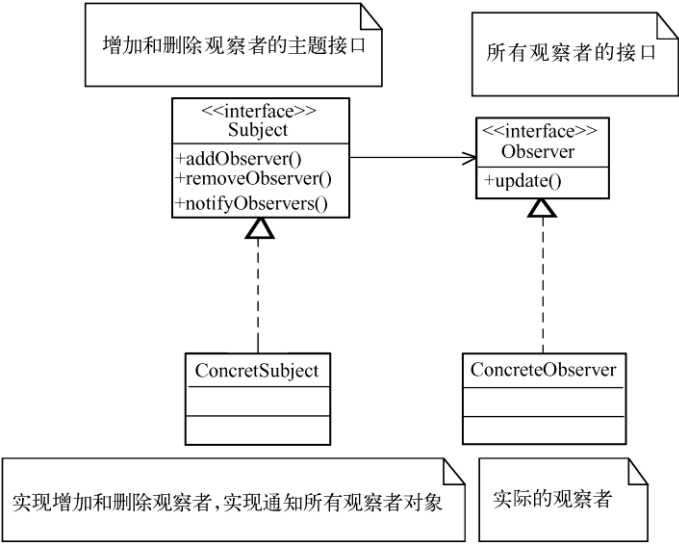 增加和删除观察者的主题接口
所有观察者的接口
<<interface>>
Subject
+addObserver()
+removeObserver()
+notifyObservers()
<<interface>>
Observer
+update()
ConcretSubject
ConcreteObserver
实现增加和删除观察者,实现通知所有观察者对象
实际的观察者